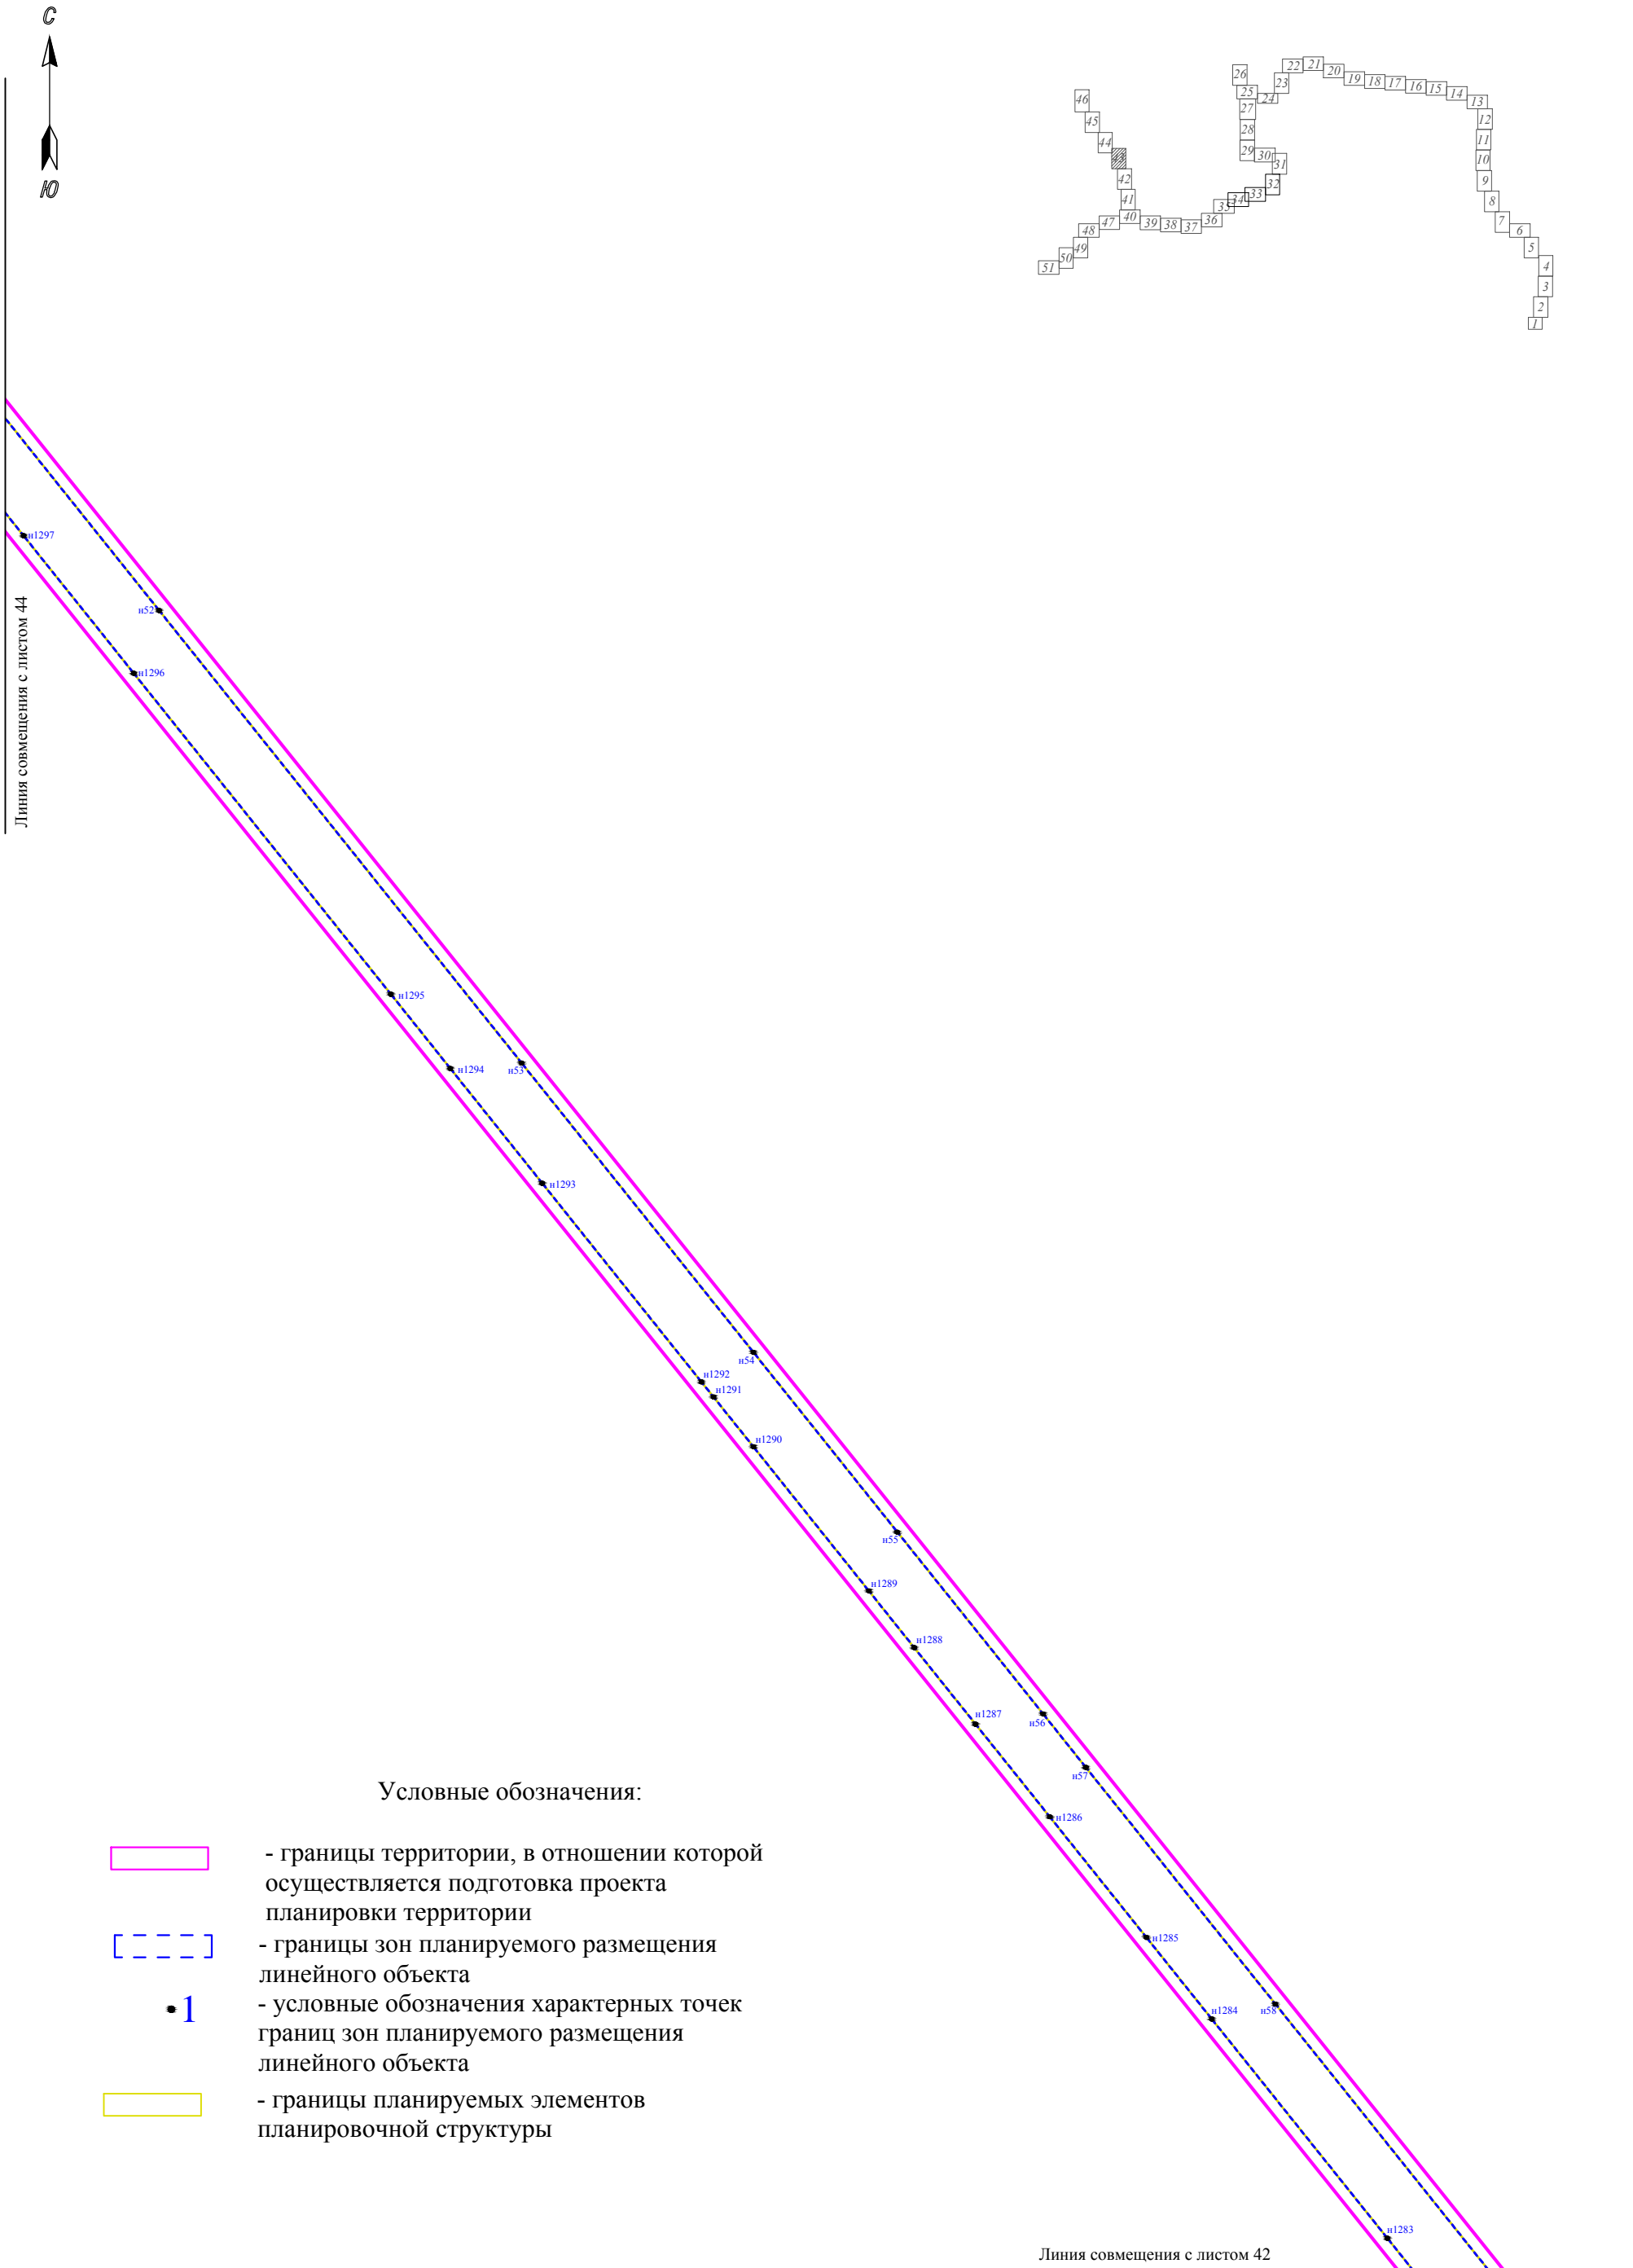 С
Ю
26
22
21
20
19
18
17
16
15
14
13
25
24
23
46
45
44
43
42
41
27
28
29
30
31
32
33
34
35
36
37
38
39
40
47
48
49
50
51
12
11
10
9
8
7
6
5
4
3
2
1
Линия совмещения с листом 44
н1297
н52
н1296
н1295
н1294
н53
н1293
н54
н1292
н1291
н1290
н55
н1289
н1288
н56
н1287
н57
н1286
н1285
н58
н1284
н1283
Условные обозначения:
- границы территории, в отношении которой
осуществляется подготовка проекта
планировки территории
- границы зон планируемого размещения
линейного объекта
1
- условные обозначения характерных точек
границ зон планируемого размещения
линейного объекта
- границы планируемых элементов
планировочной структуры
Линия совмещения с листом 42